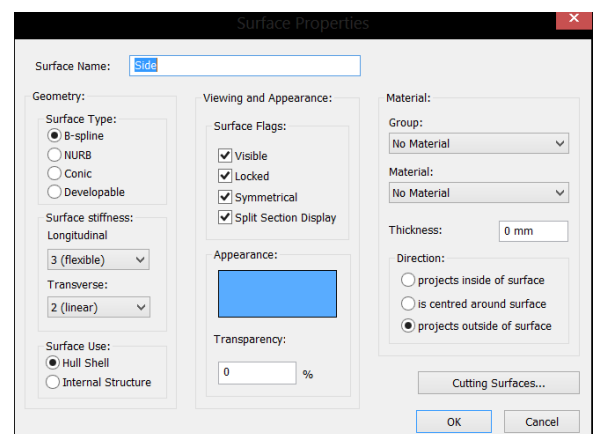 Surface Properties
Surface Name: Side
Geometry:
Surface Type:
B-spline
NURB
Conic
Developable
Surface stiffness:
Longitudinal
3 (flexible)
Transverse:
2 (linear)
Surface Use:
Hull Shell
Internal Structure
Viewing and Appearance:
Surface Flags:
Visible
Locked
Symmetrical
Split Section Display
Appearance:
Transparency:
0 %
Material:
Group:
No Material
Material:
No Material
Thickness: 0 mm
Direction:
projects inside of surface
is centred around surface
projects outside of surface
Cutting Surfaces...
OK Cancel